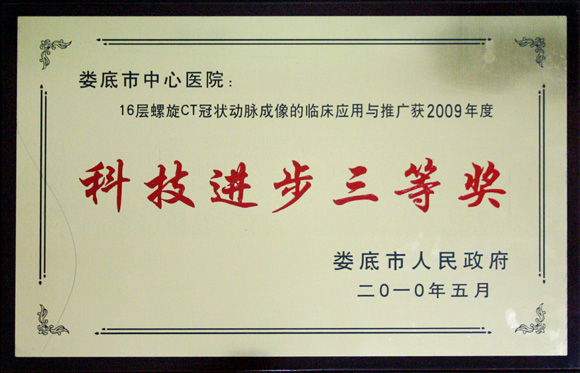 娄底市中心医院：
16层螺旋CT冠状动脉成像的临床应用与推广获2009年度
科技进步三等奖
娄底市人民政府
二0一0年五月